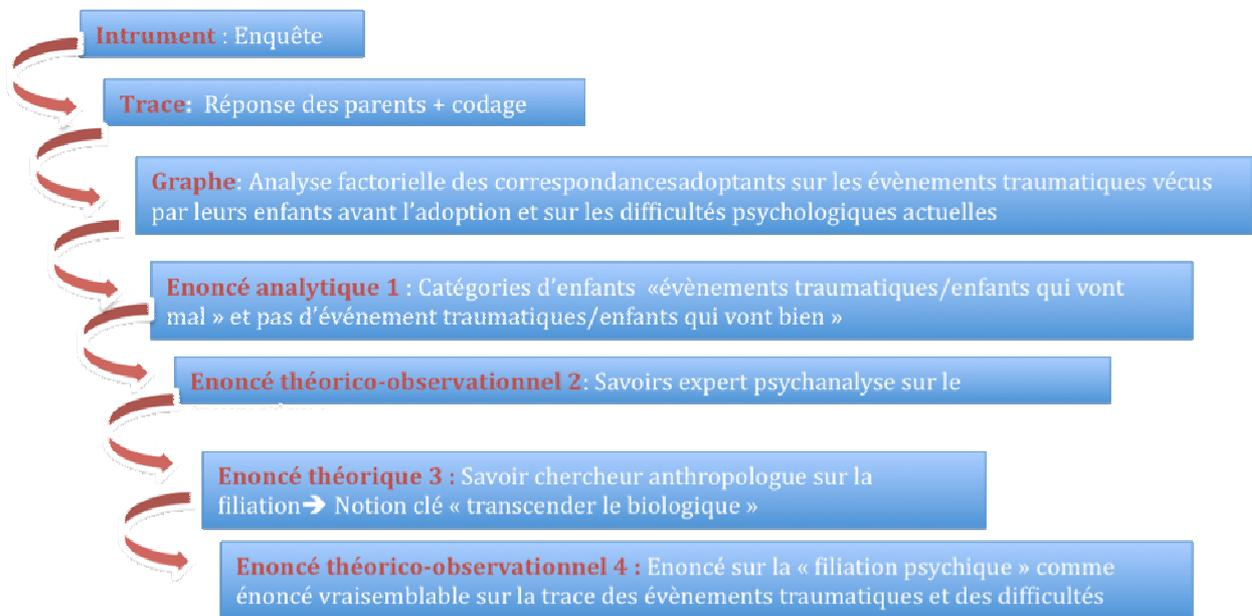 Intrument : Enquête
Trace: Réponse des parents + codage
Graphe: Analyse factorielle des correspondancesadoptants sur les évènements traumatiques vécus
par leurs enfants avant l’adoption et sur les difficultés psychologiques actuelles
Enoncé analytique 1 : Catégories d’enfants «évènements traumatiques/enfants qui vont
mal » et pas d’événement traumatiques/enfants qui vont bien »
Enoncé théorico-observationnel 2: Savoirs expert psychanalyse sur le
Enoncé théorique 3 : Savoir chercheur anthropologue sur la
filiation➔ Notion clé « transcender le biologique »
Enoncé théorico-observationnel 4 : Enoncé sur la « filiation psychique » comme
énoncé vraisemblable sur la trace des évènements traumatiques et des difficultés